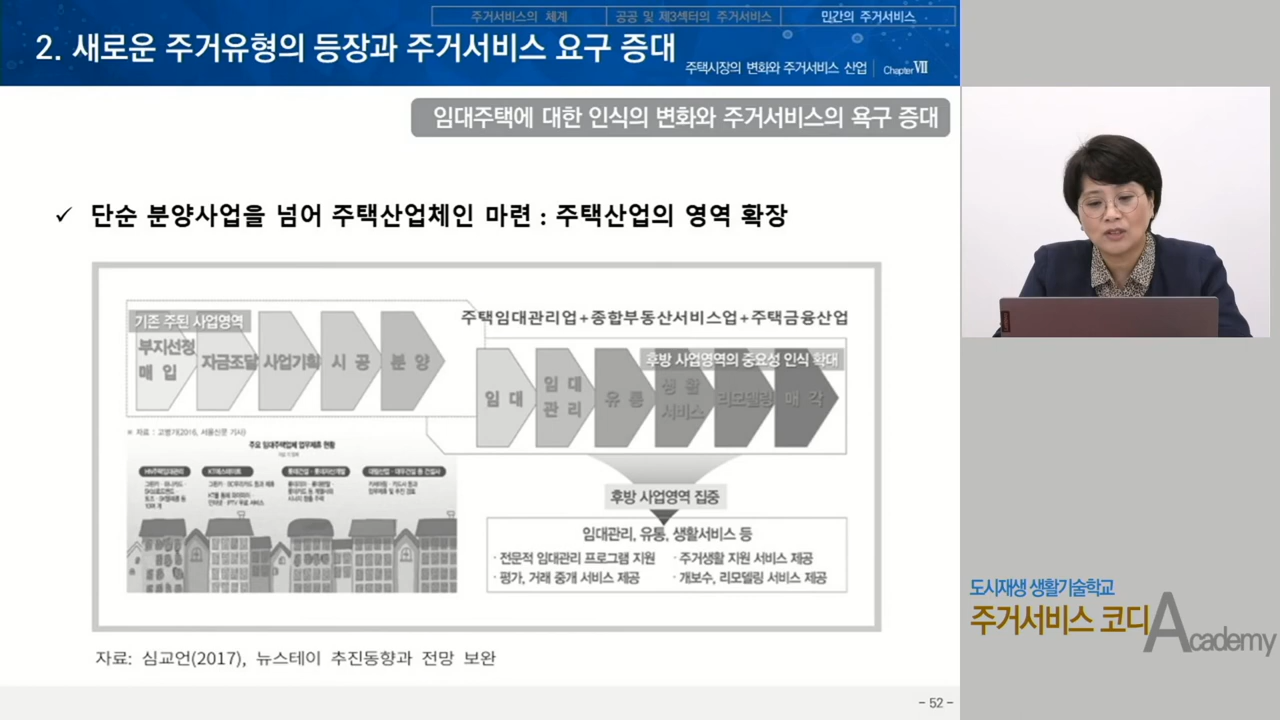 주거서비스의 체계
공공 및 제3섹터의 주거서비스
민간의 주거서비스
2. 새로운 주거유형의 등장과 주거서비스 요구 증대
주택시장의 변화와 주거서비스 산업
Chapter Ⅶ
임대주택에 대한 인식의 변화와 주거서비스의 욕구 증대
✓ 단순 분양사업을 넘어 주택산업체인 마련 : 주택산업의 영역 확장
기존 주된 사업영역
부지선정
매 입
자금조달
사업기획
시 공
분 양
주택임대관리업+종합부동산서비스업+주택금융산업
후방 사업영역의 중요성 인식 확대
임 대
임 대
관 리
유 통
생 활
서비스
리모델링
매 각
주요 임대주택업체 업무제휴 현황
후방 사업영역 집중
임대관리, 유통, 생활서비스 등
· 전문적 임대관리 프로그램 지원
· 주거생활 지원 서비스 제공
· 평가, 거래 중개 서비스 제공
· 개보수, 리모델링 서비스 제공
자료: 심교언(2017), 뉴스테이 추진동향과 전망 보완
- 52 -
도시재생 생활기술학교
주거서비스 코디
Academy